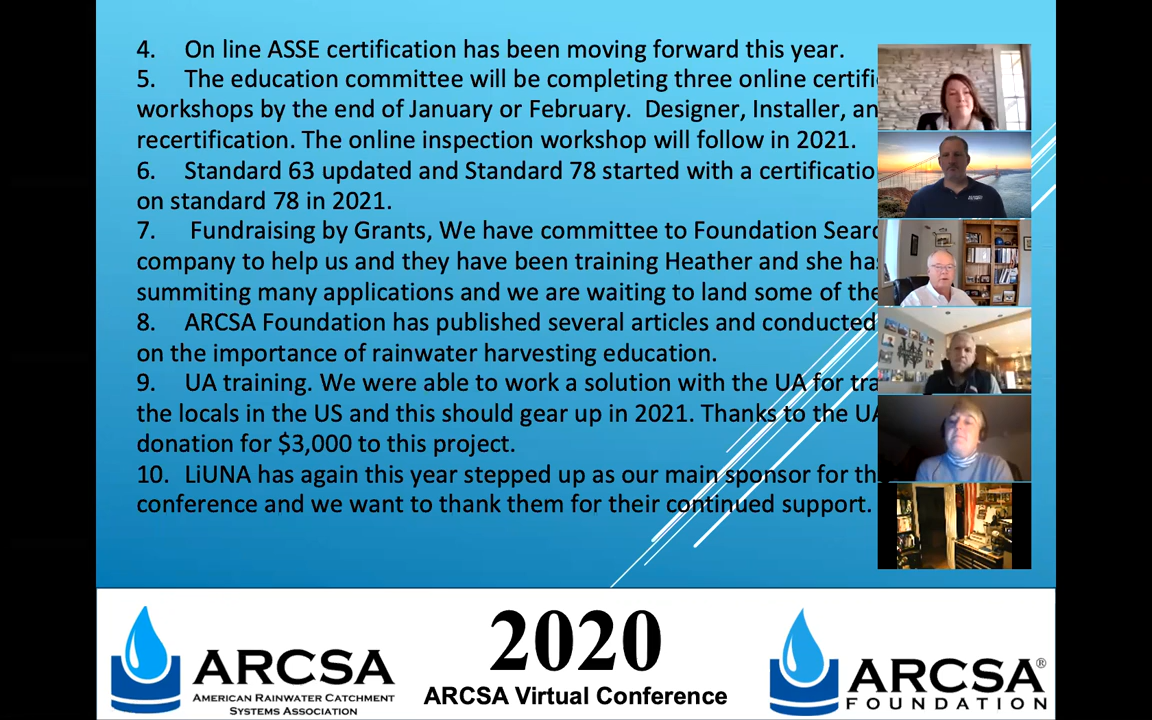 4. On line ASSE certification has been moving forward this year.
5. The education committee will be completing three online certifi
workshops by the end of January or February. Designer, Installer, an
recertification. The online inspection workshop will follow in 2021.
6. Standard 63 updated and Standard 78 started with a certificatio
on standard 78 in 2021.
7. Fundraising by Grants, We have committee to Foundation Searc
company to help us and they have been training Heather and she ha
summiting many applications and we are waiting to land some of the
8. ARCSA Foundation has published several articles and conducted
on the importance of rainwater harvesting education.
9. UA training. We were able to work a solution with the UA for tra
the locals in the US and this should gear up in 2021. Thanks to the UA
donation for $3,000 to this project.
10. LiUNA has again this year stepped up as our main sponsor for th
conference and we want to thank them for their continued support.
2020
ARCSA Virtual Conference
ARCSA
AMERICAN RAINWATER CATCHMENT
SYSTEMS ASSOCIATION
ARCSA®
FOUNDATION